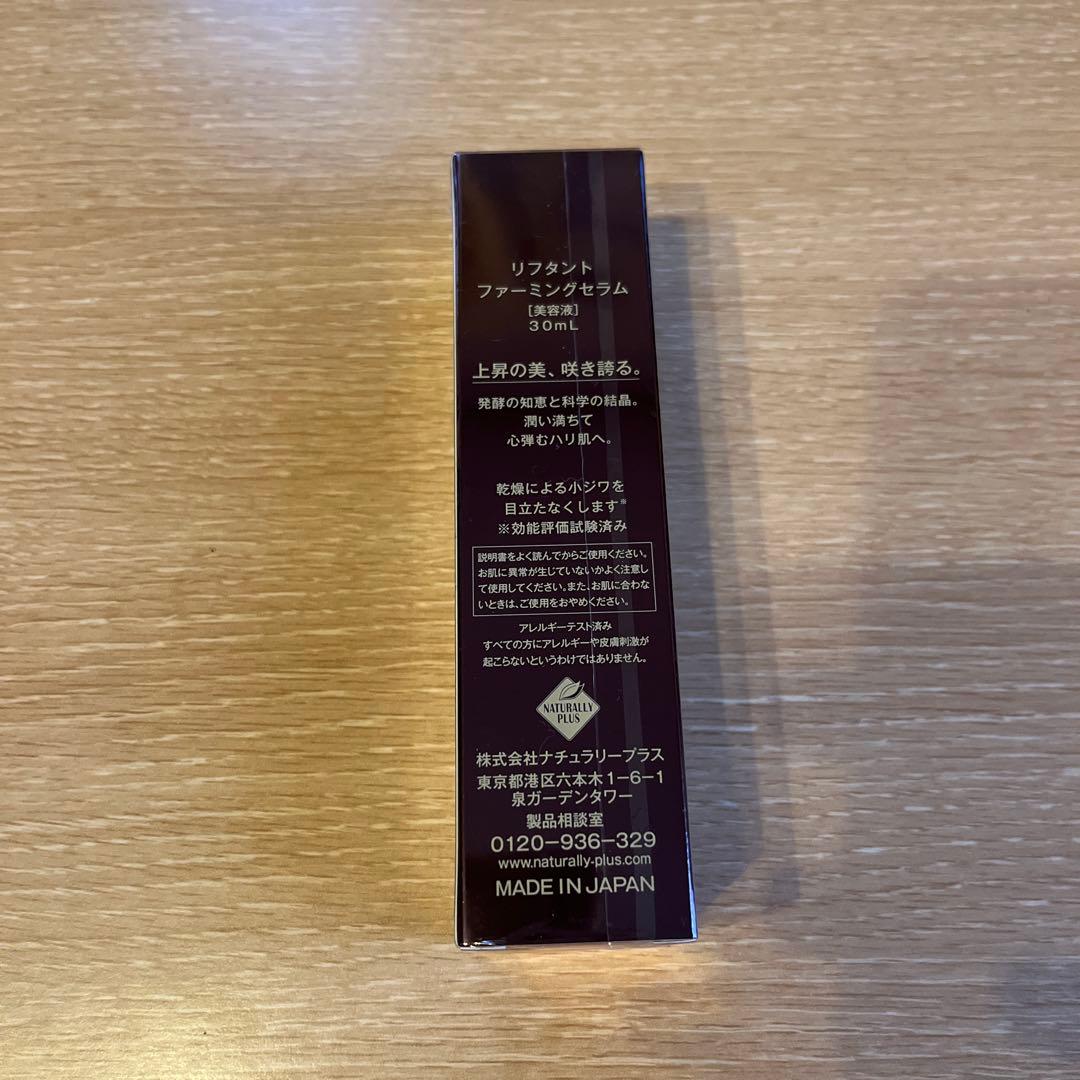 リフタント
ファーミングセラム
[美容液]
30mL
上昇の美、咲き誇る。
発酵の知恵と科学の結晶。
潤い満ちて
心弾むハリ肌へ。
乾燥による小ジワを
目立たなくします※
※効能評価試験済み
説明書をよく読んでからご使用ください。
お肌に異常が生じていないかよく注意し
て使用してください。また、お肌に合わな
いときは、ご使用をおやめください。
アレルギーテスト済み
すべての方にアレルギーや皮膚刺激が
起こらないというわけではありません。
NATURALLY
PLUS
株式会社ナチュラリープラス
東京都港区六本木1-6-1
泉ガーデンタワー
製品相談室
0120-936-329
www.naturally-plus.com
MADE IN JAPAN